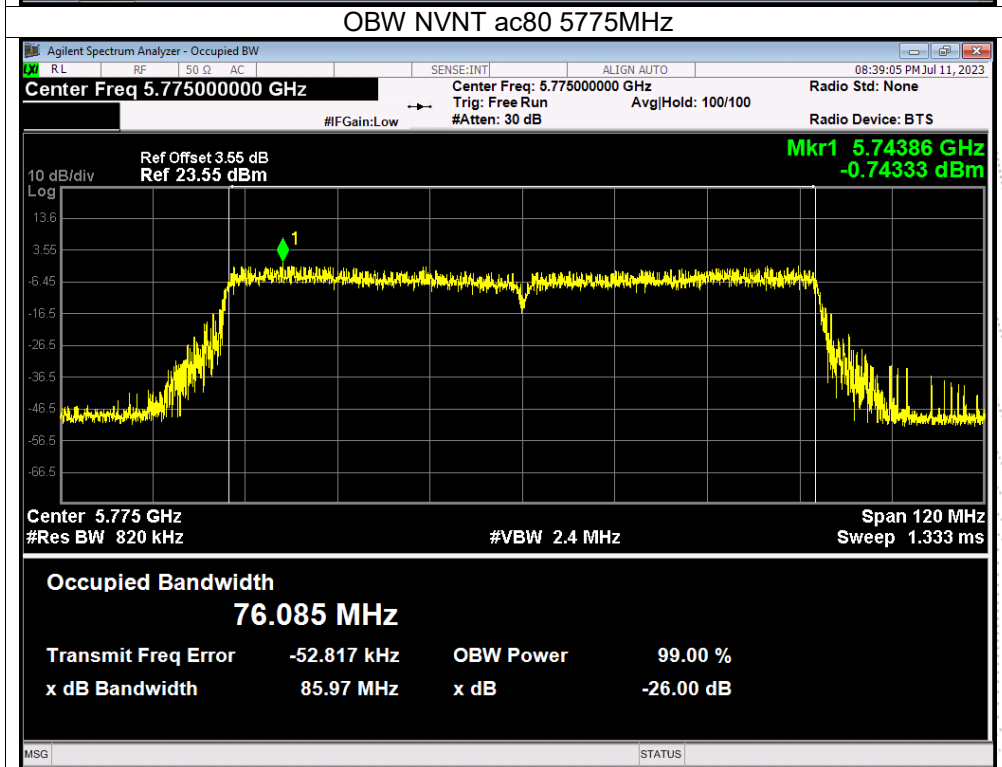 OBW NVNT ac80 5775MHz
Agilent Spectrum Analyzer - Occupied BW
LXI RL RF 50 Ω AC SENSE:INT ALIGN AUTO 08:39:05 PM Jul 11, 2023
Center Freq 5.775000000 GHz Center Freq: 5.775000000 GHz Radio Std: None
Trig: Free Run Avg|Hold: 100/100
#IFGain:Low #Atten: 30 dB Radio Device: BTS
Mkr1 5.74386 GHz
Ref Offset 3.55 dB
10 dB/div Ref 23.55 dBm -0.74333 dBm
Log
13.6
1
3.55
-6.45
-16.5
-26.5
-36.5
-46.5
-56.5
-66.5
Center 5.775 GHz Span 120 MHz
#Res BW 820 kHz #VBW 2.4 MHz Sweep 1.333 ms
Occupied Bandwidth
76.085 MHz
Transmit Freq Error -52.817 kHz OBW Power 99.00 %
x dB Bandwidth 85.97 MHz x dB -26.00 dB
MSG STATUS